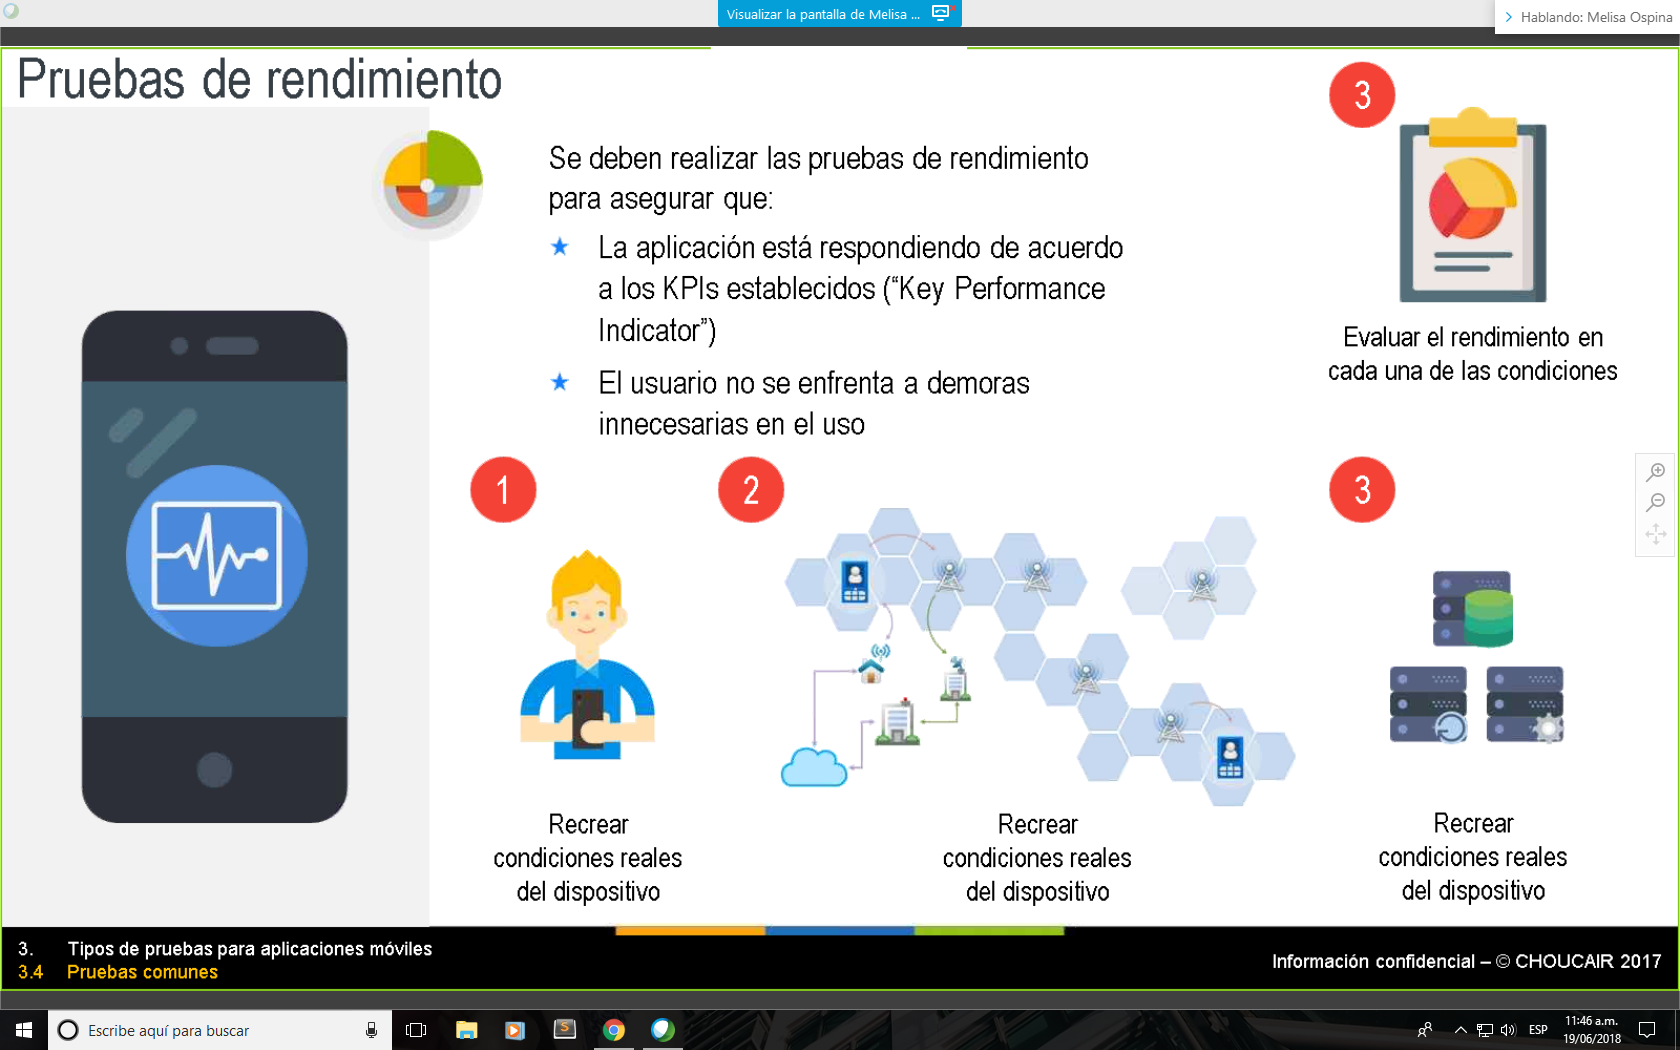 Visualizar la pantalla de Melisa ...
Hablando: Melisa Ospina
Pruebas de rendimiento
Se deben realizar las pruebas de rendimiento
para asegurar que:
La aplicación está respondiendo de acuerdo
a los KPIs establecidos (“Key Performance
Indicator”)
El usuario no se enfrenta a demoras
innecesarias en el uso
3
Evaluar el rendimiento en
cada una de las condiciones
1
Recrear
condiciones reales
del dispositivo
2
Recrear
condiciones reales
del dispositivo
3
Recrear
condiciones reales
del dispositivo
3. Tipos de pruebas para aplicaciones móviles
3.4 Pruebas comunes
Información confidencial – © CHOUCAIR 2017
Escribe aquí para buscar
S
ESP
11:46 a.m.
19/06/2018